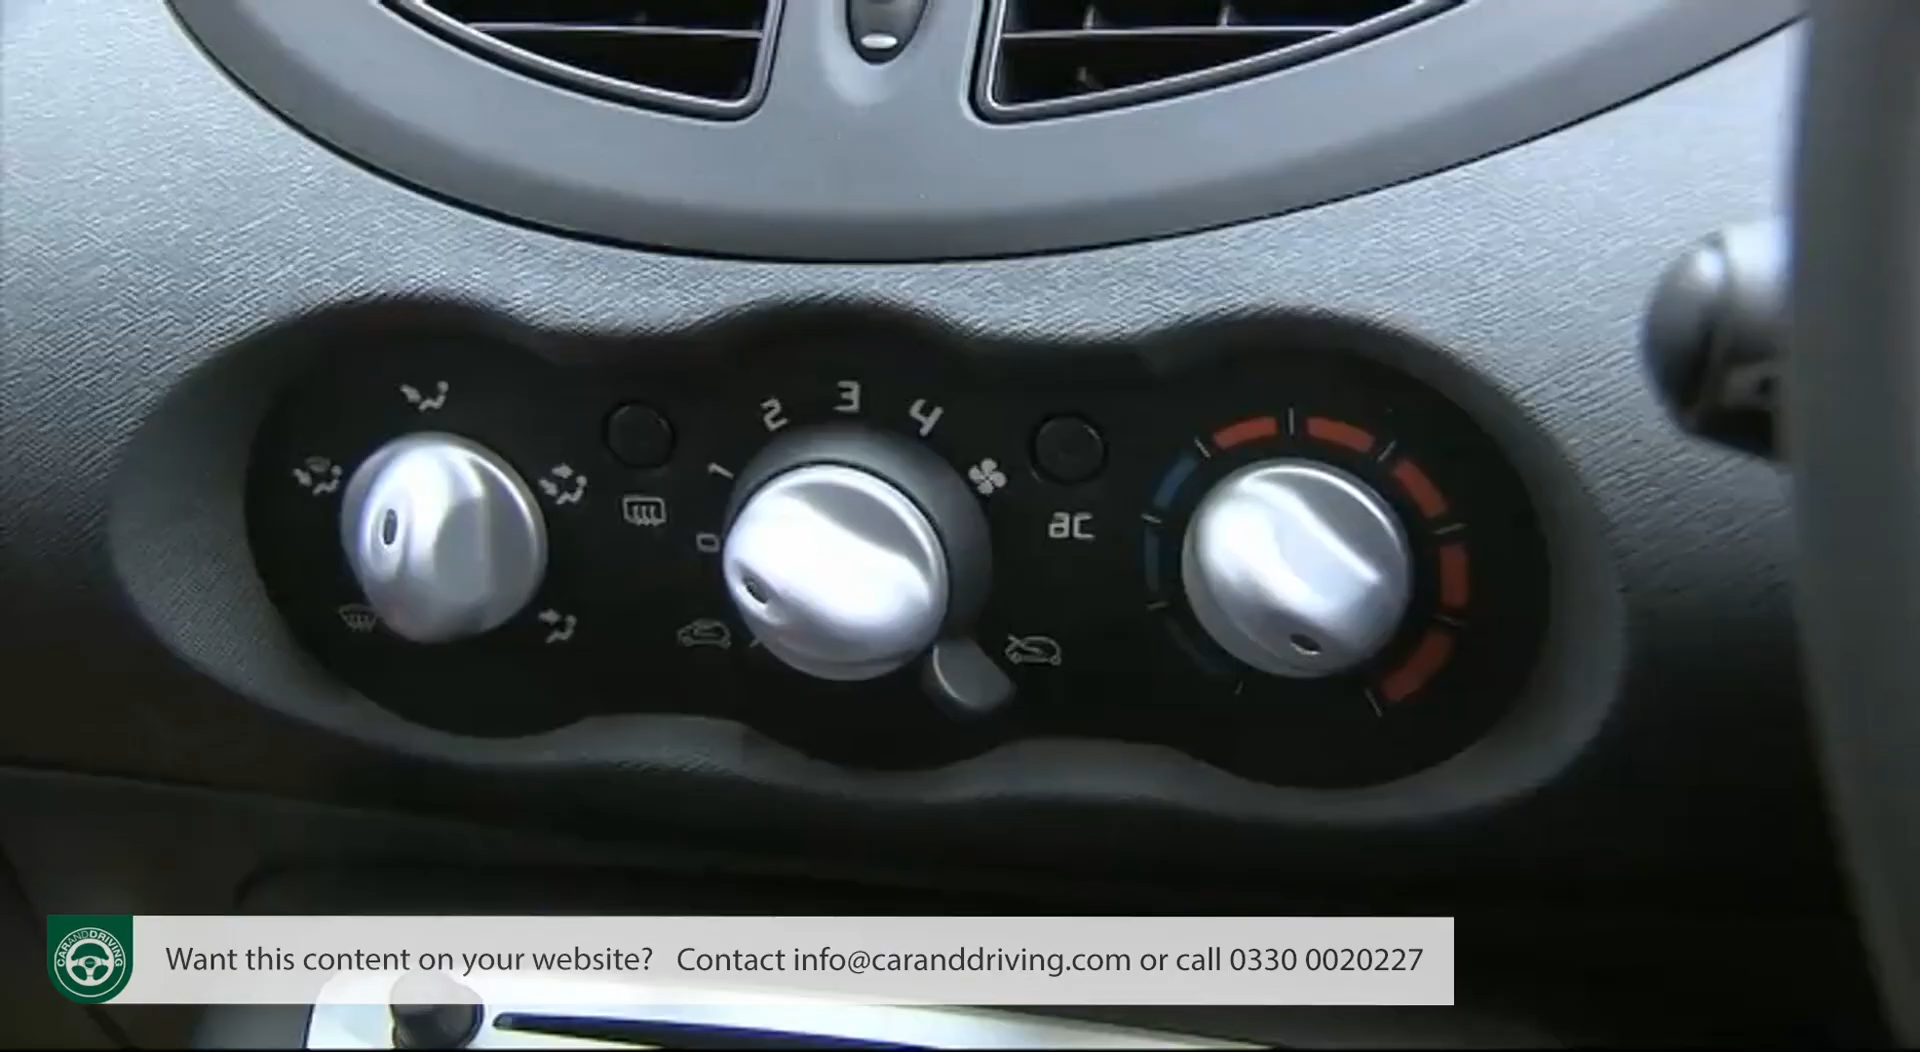 2 3 4
1
0
ac
CARANDDRIVING
Want this content on your website? Contact info@caranddriving.com or call 0330 0020227